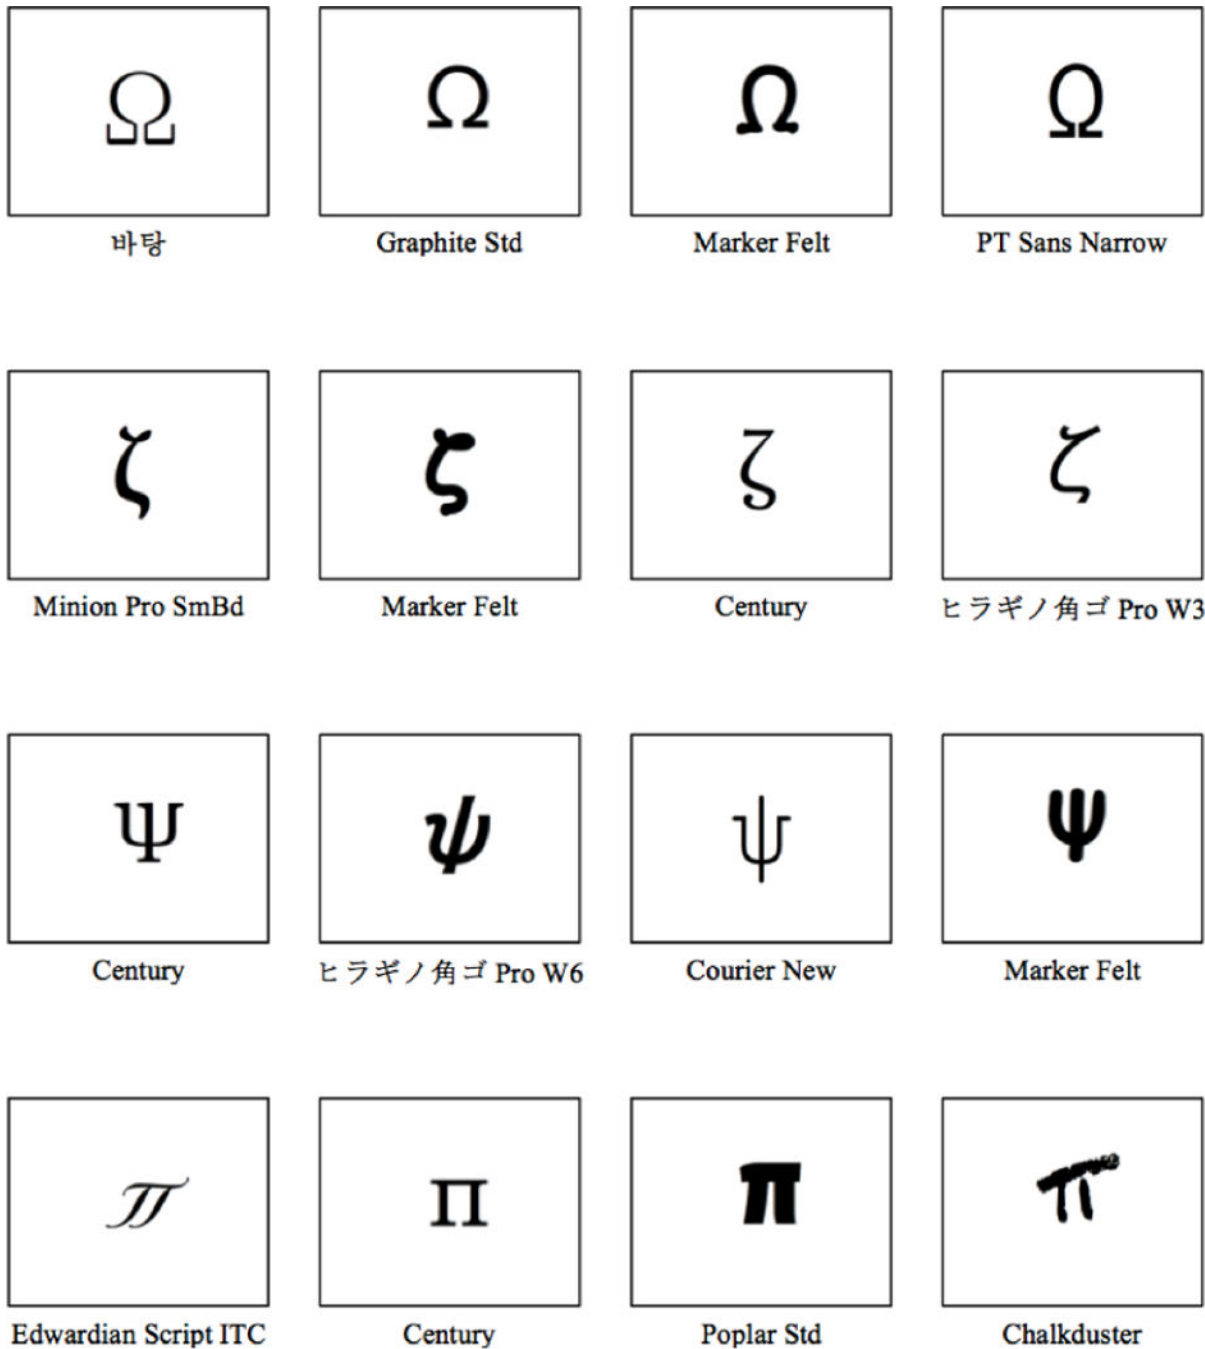 Ω Ω Ω Ω
바탕 Graphite Std Marker Felt PT Sans Narrow
ζ ζ ζ ζ
Minion Pro SmBd Marker Felt Century ヒラギノ角ゴ Pro W3
Ψ ψ ψ ψ
Century ヒラギノ角ゴ Pro W6 Courier New Marker Felt
π π π π
Edwardian Script ITC Century Poplar Std Chalkduster